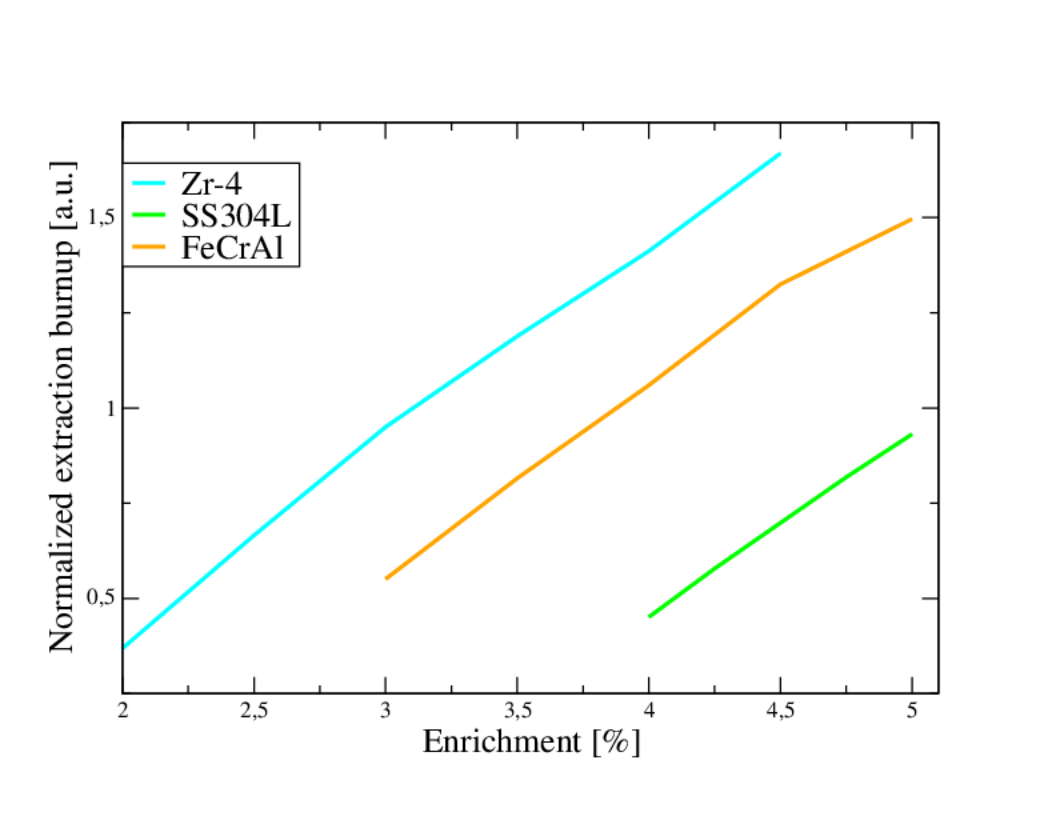 Zr-4
SS304L
FeCrAl
Normalized extraction burnup [a.u.]
1,5
1
0,5
2 2,5 3 3,5 4 4,5 5
Enrichment [%]